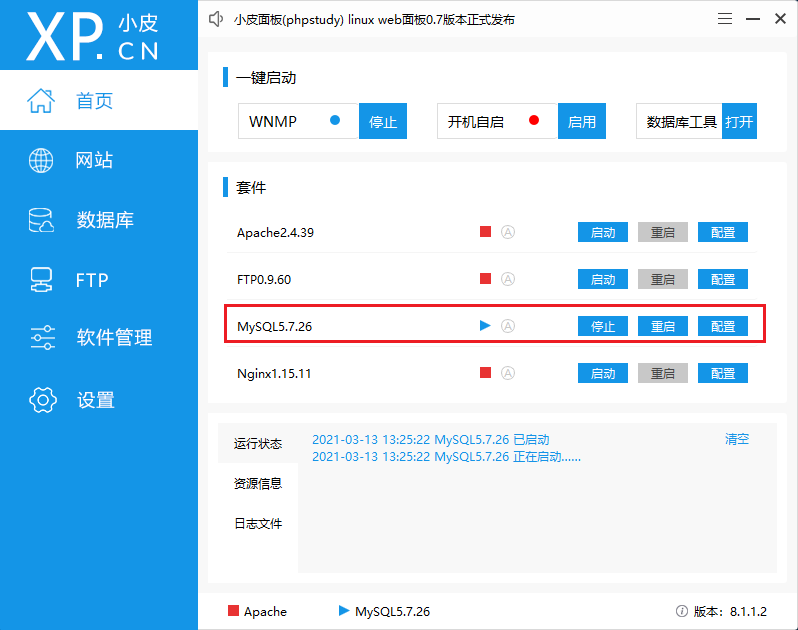 XP.CN 小皮
小皮面板(phpstudy) linux web面板0.7版本正式发布
首页
网站
数据库
FTP
软件管理
设置
一键启动
WNMP 停止 开机自启 启用 数据库工具 打开
套件
Apache2.4.39 A 启动 重启 配置
FTP0.9.60 A 启动 重启 配置
MySQL5.7.26 A 停止 重启 配置
Nginx1.15.11 A 启动 重启 配置
运行状态
资源信息
日志文件
2021-03-13 13:25:22 MySQL5.7.26 已启动 清空
2021-03-13 13:25:22 MySQL5.7.26 正在启动......
Apache MySQL5.7.26 版本：8.1.1.2